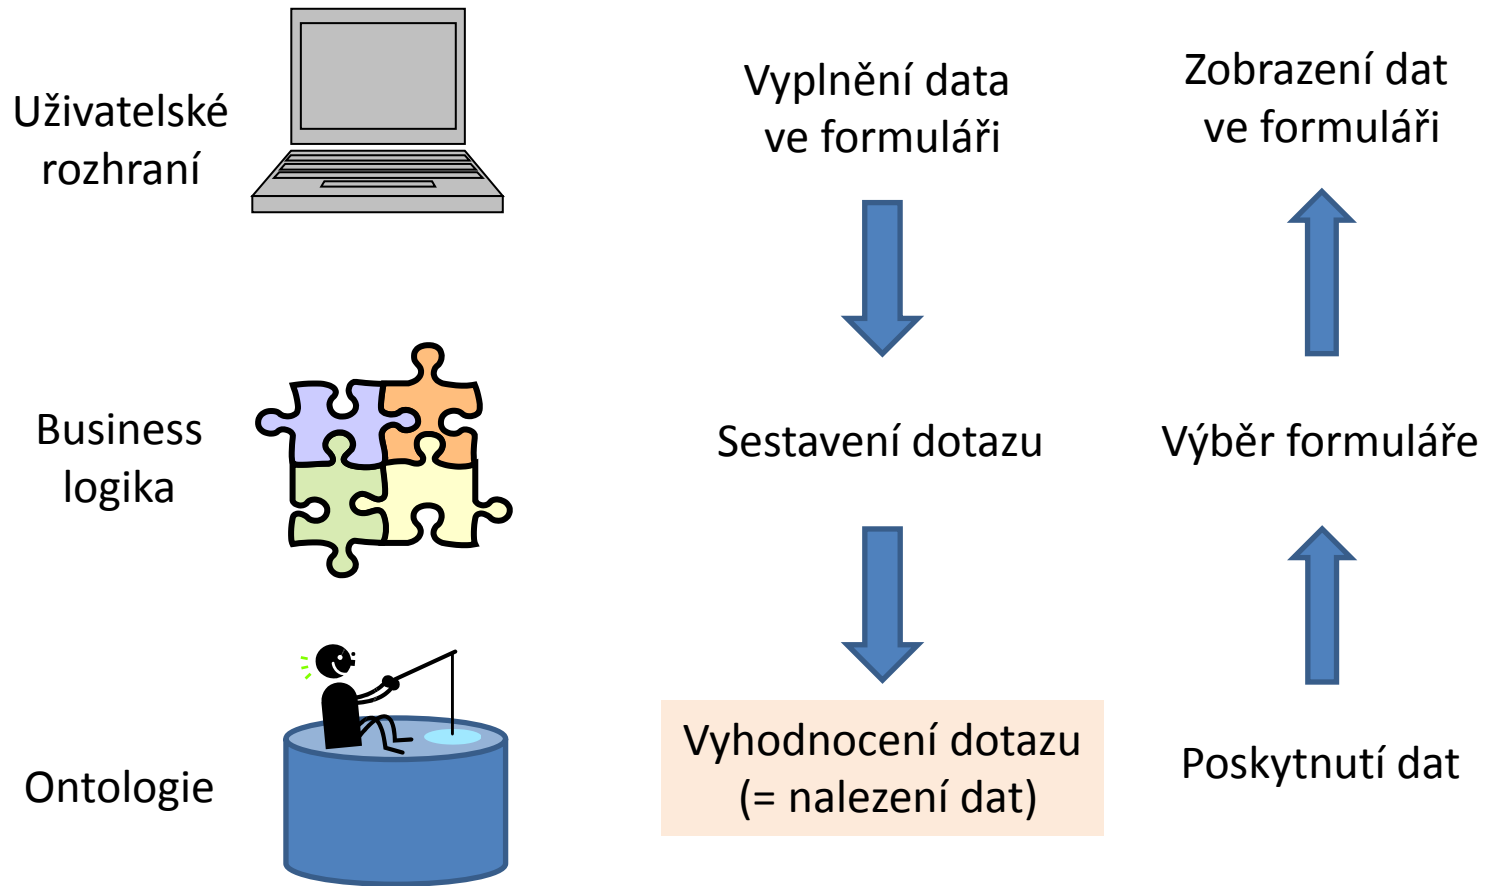 Uživatelské
rozhraní
Vyplnění data
ve formuláři
Zobrazení dat
ve formuláři
Business
logika
Sestavení dotazu
Výběr formuláře
Ontologie
Vyhodnocení dotazu
(= nalezení dat)
Poskytnutí dat